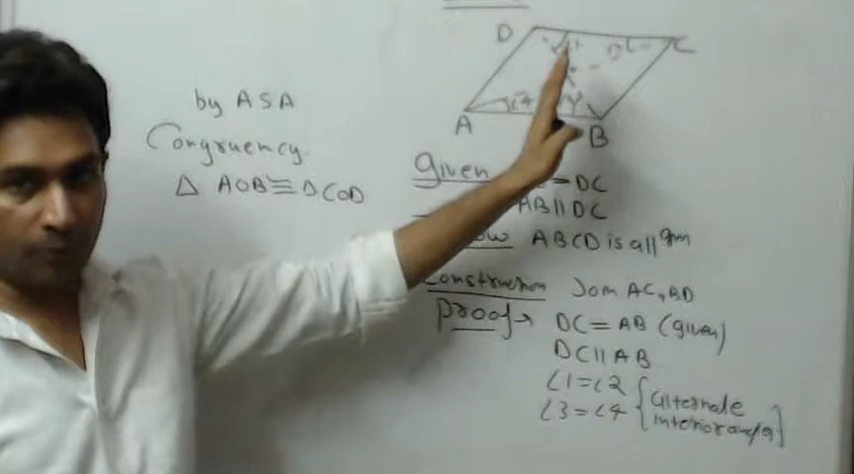 D
C
A
B
by ASA
Congruency.
Δ AOB ≅ Δ COD
Given = DC
AB || DC
ABCD is a ||gm
Construction Join AC, BD
Proof → DC = AB (given)
DC || AB
∠1 = ∠2
∠3 = ∠4
{ alternate
interior angles }